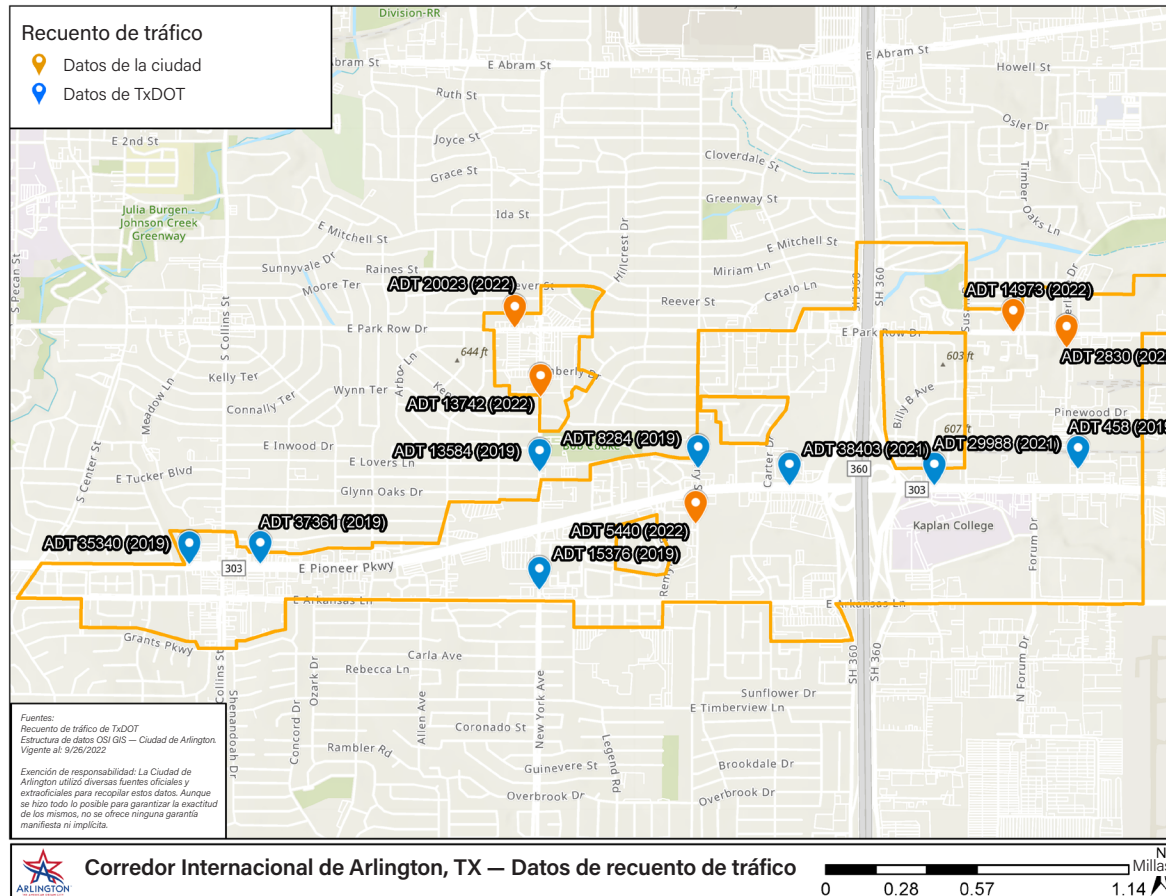 Recuento de tráfico
Datos de la ciudad
Datos de TxDOT
Division-RR
E Abram St
E Abram St
Abram St
Howell St
Ruth St
Osler Dr
E 2nd St
Joyce St
Cloverdale St
Grace St
Timber Oaks Ln
Greenway St
Julia Burgen -
Johnson Creek
Greenway
Ida St
Hillcrest Dr
E Mitchell St
E Mitchell St
Sunnyvale Dr
Raines St
Miriam Ln
S Pecan St
Moore Ter
Catalo Ln
SH 360
SH 360
ADT 20023 (2022)
ADT 14973 (2022)
Reever St
S Collins St
E Park Row Dr
E Park Row Dr
644 ft
603 ft
ADT 2830 (2022
Kelly Ter
Arbor Ln
Wynn Ter
Meadow Ln
Connally Ter
ADT 13742 (2022)
Billy B Ave
Pinewood Dr
607 ft
ADT 458 (2019
ADT 8284 (2019)
ADT 13584 (2019)
ADT 38403 (2021)
ADT 29988 (2021)
E Inwood Dr
S Center St
E Lovers Ln
Carter Dr
E Tucker Blvd
Glynn Oaks Dr
360
303
Kaplan College
ADT 37361 (2019)
ADT 35340 (2019)
ADT 5440 (2022)
ADT 15376 (2019)
303
E Pioneer Pkwy
Forum Dr
E Arkansas Ln
E Arkansas Ln
Grants Pkwy
Carla Ave
Rebecca Ln
Collins St
Shenandoah Dr
Ozark Dr
Concord Dr
Allen Ave
New York Ave
SH 360
SH 360
N Forum Dr
Sunflower Dr
E Timberview Ln
Coronado St
Rambler Rd
Legend Rd
Guinevere St
Brookdale Dr
Overbrook Dr
Overbrook Dr
Fuentes:
Recuento de tráfico de TxDOT
Estructura de datos OSI GIS — Ciudad de Arlington.
Vigente al: 9/26/2022
Exención de responsabilidad: La Ciudad de
Arlington utilizó diversas fuentes oficiales y
extraoficiales para recopilar estos datos. Aunque
se hizo todo lo posible para garantizar la exactitud
de los mismos, no se ofrece ninguna garantía
manifiesta ni implícita.
ARLINGTON
Corredor Internacional de Arlington, TX — Datos de recuento de tráfico
N
Millas
0 0.28 0.57 1.14